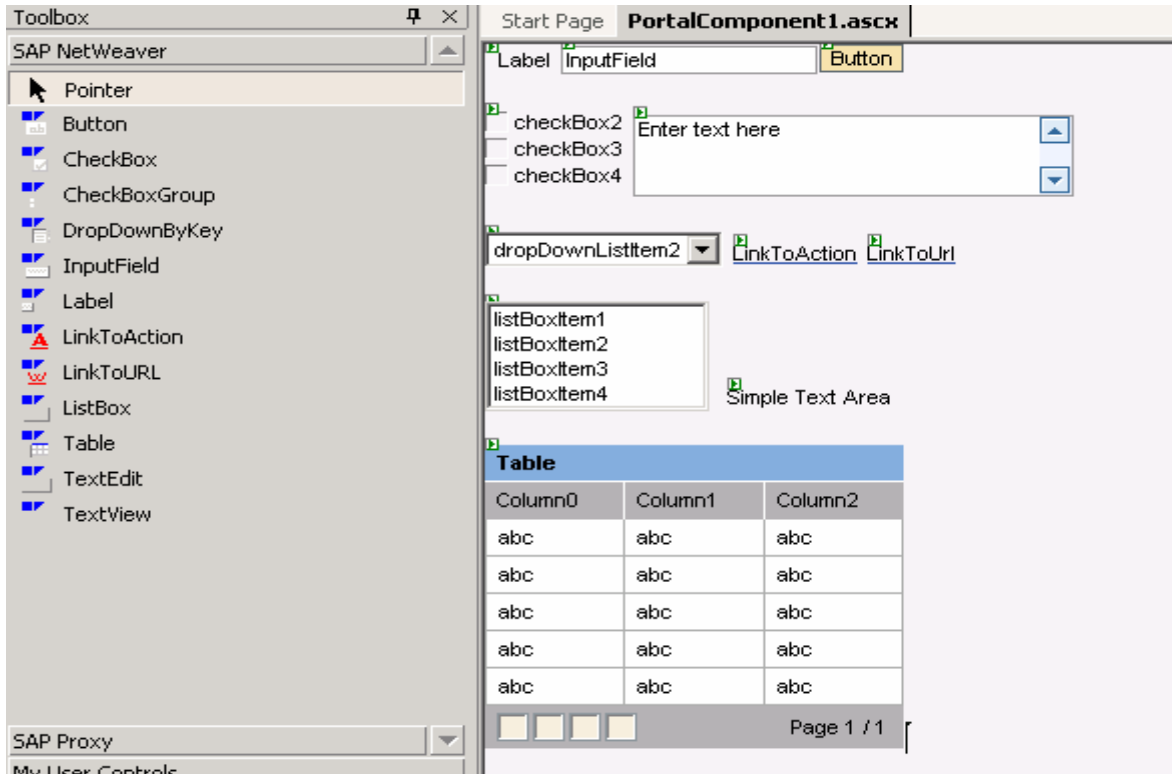 Toolbox
SAP NetWeaver
Pointer
Button
CheckBox
CheckBoxGroup
DropDownByKey
InputField
Label
LinkToAction
LinkToURL
ListBox
Table
TextEdit
TextView
SAP Proxy
My User Controls
Start Page PortalComponent1.ascx
Label InputField Button
checkBox2
checkBox3
checkBox4
Enter text here
dropDownListItem2 LinkToAction LinkToUrl
listBoxItem1
listBoxItem2
listBoxItem3
listBoxItem4
Simple Text Area
Table
Column0 Column1 Column2
abc abc abc
abc abc abc
abc abc abc
abc abc abc
abc abc abc
Page 1 / 1